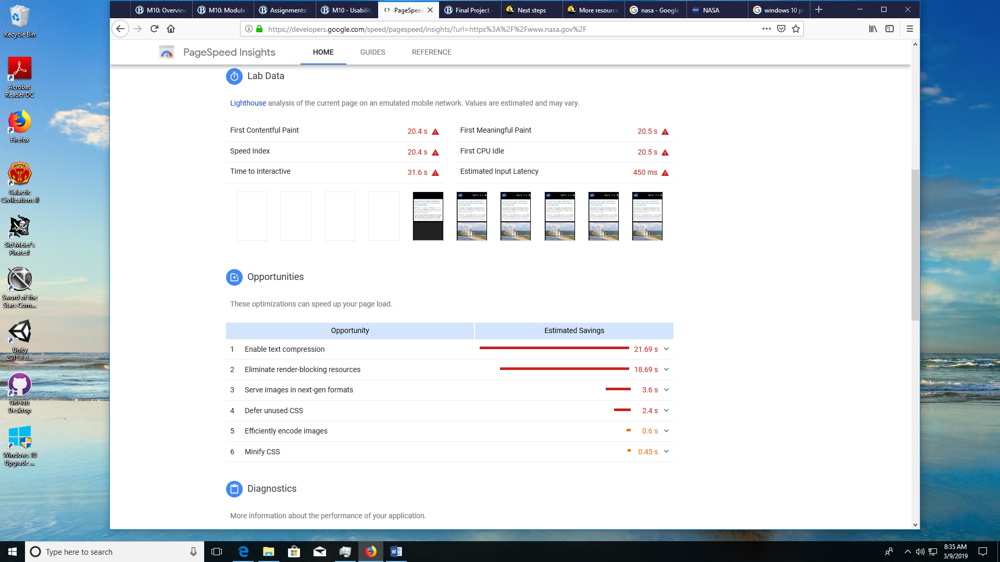 M10: Overview
M10: Module
Assignments:
M10 - Usability
PageSpeed
Final Project -
Next steps
More resource
nasa - Google
NASA
windows 10 pr
https://developers.google.com/speed/pagespeed/insights/?url=https%3A%2F%2Fwww.nasa.gov%2F
PageSpeed Insights
HOME
GUIDES
REFERENCE
Lab Data
Lighthouse analysis of the current page on an emulated mobile network. Values are estimated and may vary.
First Contentful Paint 20.4 s
First Meaningful Paint 20.5 s
Speed Index 20.4 s
First CPU Idle 20.5 s
Time to Interactive 31.6 s
Estimated Input Latency 450 ms
Opportunities
These optimizations can speed up your page load.
Opportunity Estimated Savings
1 Enable text compression 21.69 s
2 Eliminate render-blocking resources 18.69 s
3 Serve images in next-gen formats 3.6 s
4 Defer unused CSS 2.4 s
5 Efficiently encode images 0.6 s
6 Minify CSS 0.45 s
Diagnostics
More information about the performance of your application.
Recycle Bin
Acrobat
Reader DC
Firefox
Galactic
Civilizations II
Sid Meier's
Pirates!
Sword of the
Stars Com...
Unity
2018.1.6...
GitHub
Desktop
Windows 10
Upgrade ...
Type here to search
8:35 AM
3/9/2019